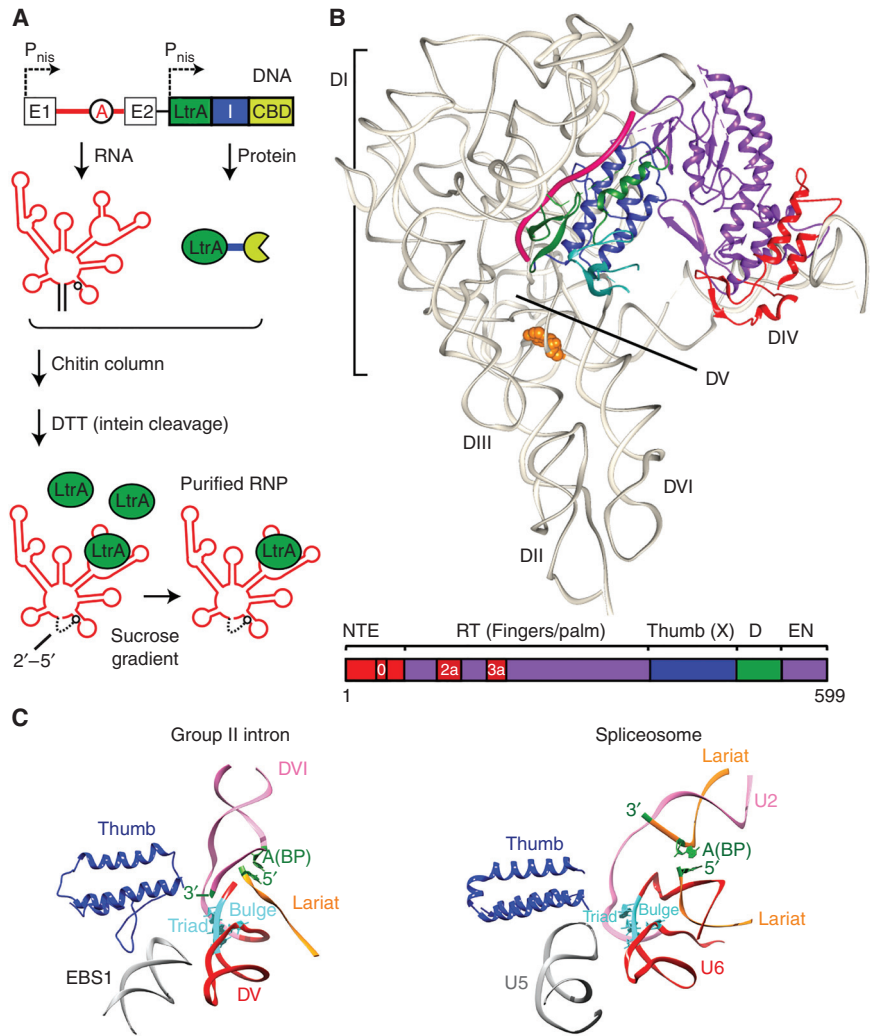 A
P nis
P nis
DNA
E1
A
E2
LtrA
I
CBD
RNA
Protein
LtrA
Chitin column
DTT (intein cleavage)
LtrA
LtrA
LtrA
Purified RNP
LtrA
2′–5′
Sucrose
gradient
B
DI
DIV
DV
DIII
DVI
DII
NTE
RT (Fingers/palm)
Thumb (X)
D
EN
0
2a
3a
1
599
C
Group II intron
DVI
Thumb
A(BP)
5′
3′
Lariat
Bulge
Triad
EBS1
DV
Spliceosome
Lariat
3′
U2
Thumb
A(BP)
5′
Bulge
Triad
Lariat
U5
U6